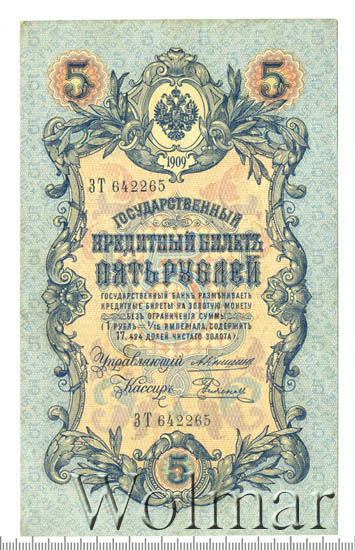 5 5
1909
ЗТ 642265
ГОСУДАРСТВЕННЫЙ
КРЕДИТНЫЙ БИЛЕТЪ
ПЯТЬ РУБЛЕЙ
ГОСУДАРСТВЕННЫЙ БАНКЪ РАЗМѢНИВАЕТЪ
КРЕДИТНЫЕ БИЛЕТЫ НА ЗОЛОТУЮ МОНЕТУ
БЕЗЪ ОГРАНИЧЕНІЯ СУММЫ
(1 РУБЛЬ = 1/15 ИМПЕРІАЛА, СОДЕРЖИТЪ
17,424 ДОЛЕЙ ЧИСТАГО ЗОЛОТА).
Управляющій
Кассиръ
ЗТ 642265
5
Wolmar